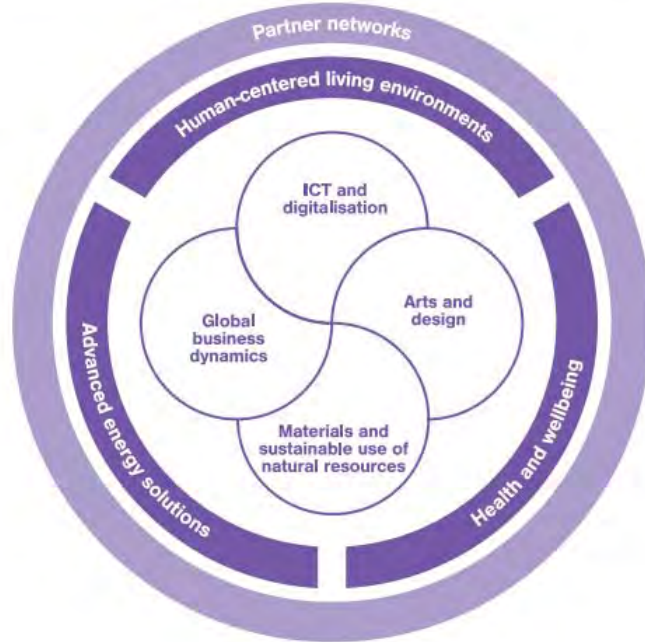 Partner networks
Human-centered living environments
ICT and
digitalisation
Arts and
design
Global
business
dynamics
Materials and
sustainable use of
natural resources
Advanced energy solutions
Health and wellbeing